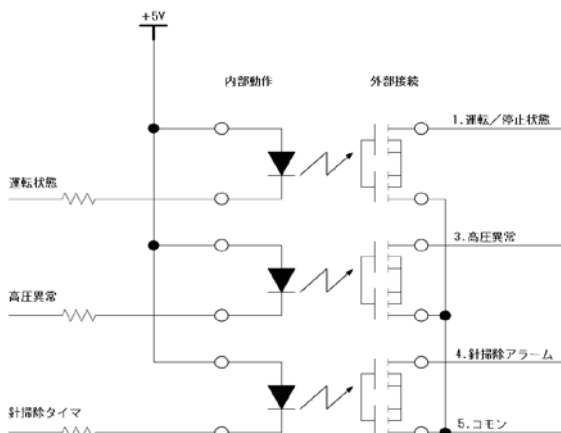 +5V
内部動作
外部接続
1.運転／停止状態
運転状態
3.高圧異常
高圧異常
4.針掃除アラーム
針掃除タイマ
5.コモン